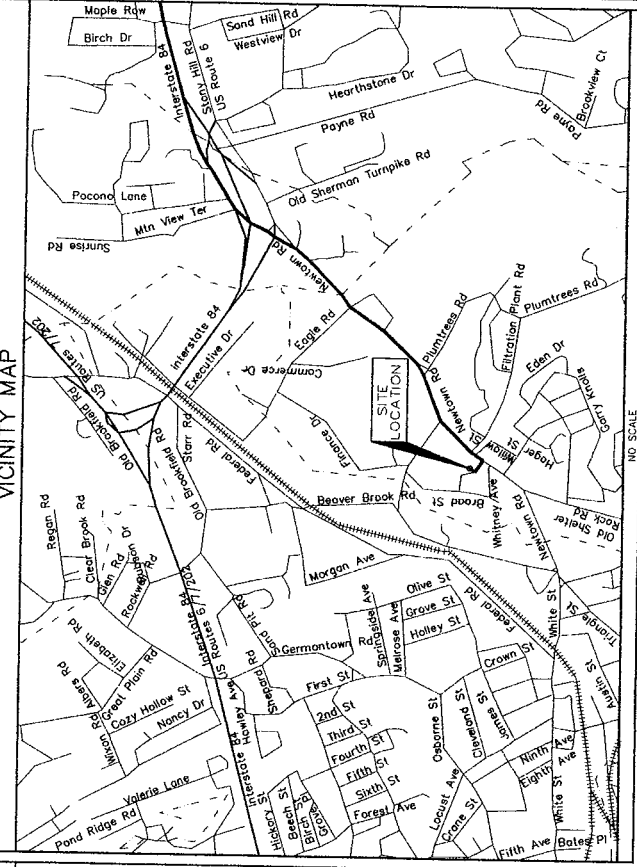 VICINITY MAP
Maple Row
Birch Dr
Interstate 84
Stony Hill Rd
US Route 6
Sand Hill Rd
Westview Dr
Hearthstone Dr
Payne Rd
Payne Rd
Brookview Ct
Pocono Lane
Mtn View Ter
Sunrise Rd
Old Sherman Turnpike Rd
Newtown Rd
US Routes 7/202
Old Brookfield Rd
Interstate 84
Executive Dr
Eagle Rd
Commerce Dr
Finance Dr
Plumtrees Rd
Filtration Plant Rd
Plumtrees Rd
Eden Dr
Garry Knolls
SITE
LOCATION
Newtown Rd
Willow St
Hager St
Old Shelter
Rock Rd
Broad St
Whitney Ave
Newtown Rd
Beaver Brook Rd
Federal Rd
Starr Rd
Old Brookfield Rd
Regan Rd
Clear Brook Rd
Glen Rd
Rockwell Rd
Elizabeth Rd
Albers Rd
Great Plain Rd
Wixon Rd
Cozy Hollow St
Nancy Dr
Valerie Lane
Pond Ridge Rd
Interstate 84
US Routes 6/7/202
Interstate 84
Hawley Ave
Shepard Rd
Sand Pit Rd
Germontown Rd
Morgan Ave
Springside Ave
Melrose Ave
Olive St
Grove St
Holley St
Federal Rd
First St
2nd St
Third St
Fourth St
Fifth St
Sixth St
Forest Ave
Hickory St
Beech St
Birch St
Grove Pl
Osborne St
Cleveland St
James St
Crown St
White St
Triangle St
Austin St
Locust Ave
Crane St
Ninth Ave
Eighth Ave
White St
Fifth Ave
Bates Pl
NO SCALE